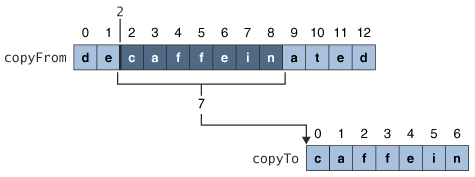 2
0 1 2 3 4 5 6 7 8 9 10 11 12
copyFrom d e c a f f e i n a t e d
7
0 1 2 3 4 5 6
copyTo c a f f e i n